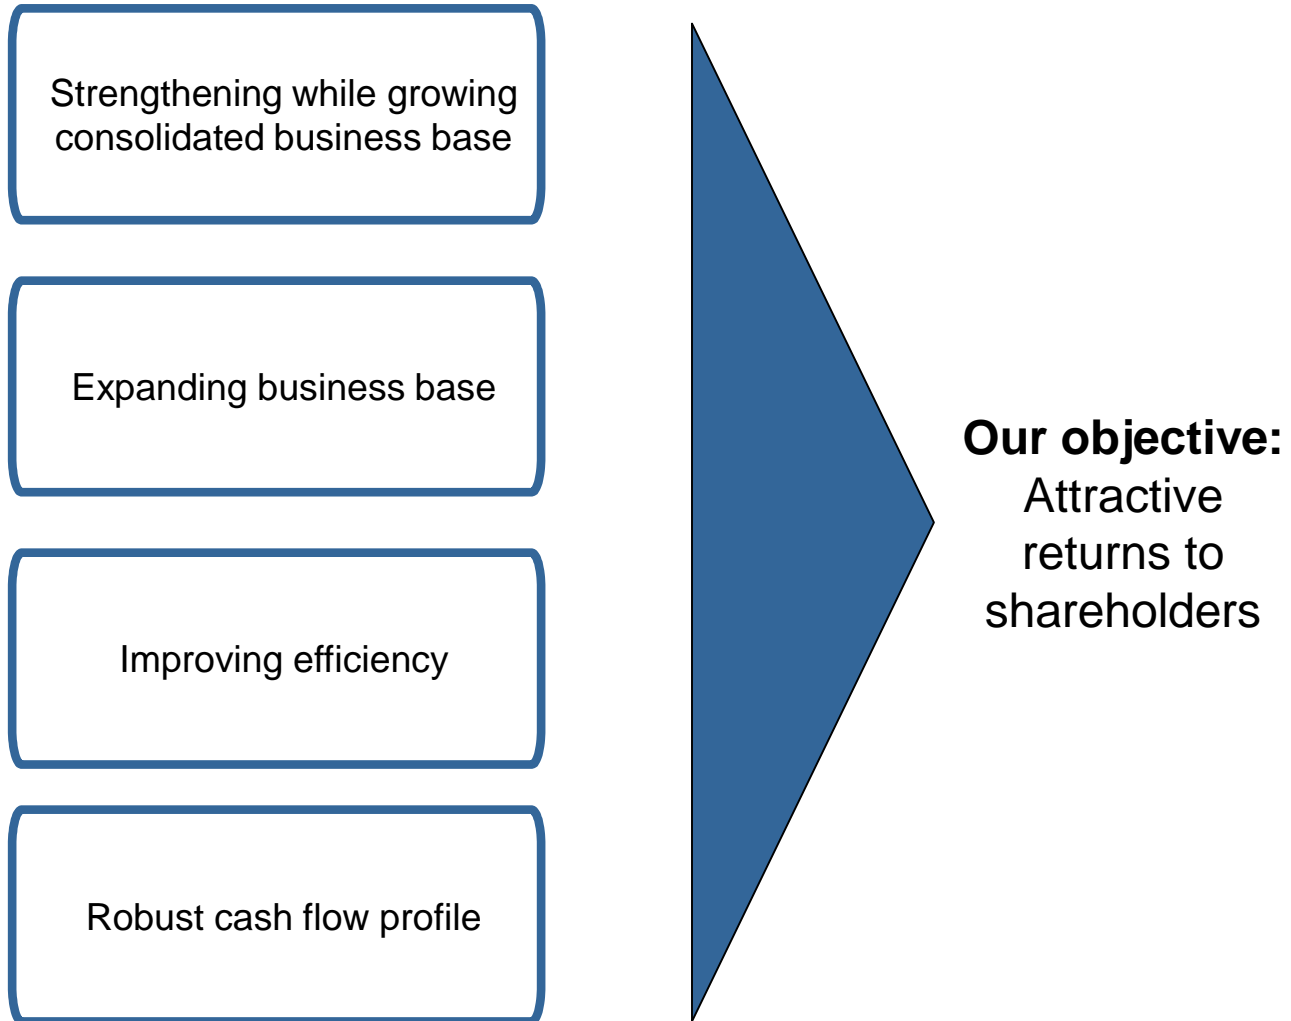 Strengthening while growing
consolidated business base
Expanding business base
Improving efficiency
Robust cash flow profile
Our objective:
Attractive
returns to
shareholders